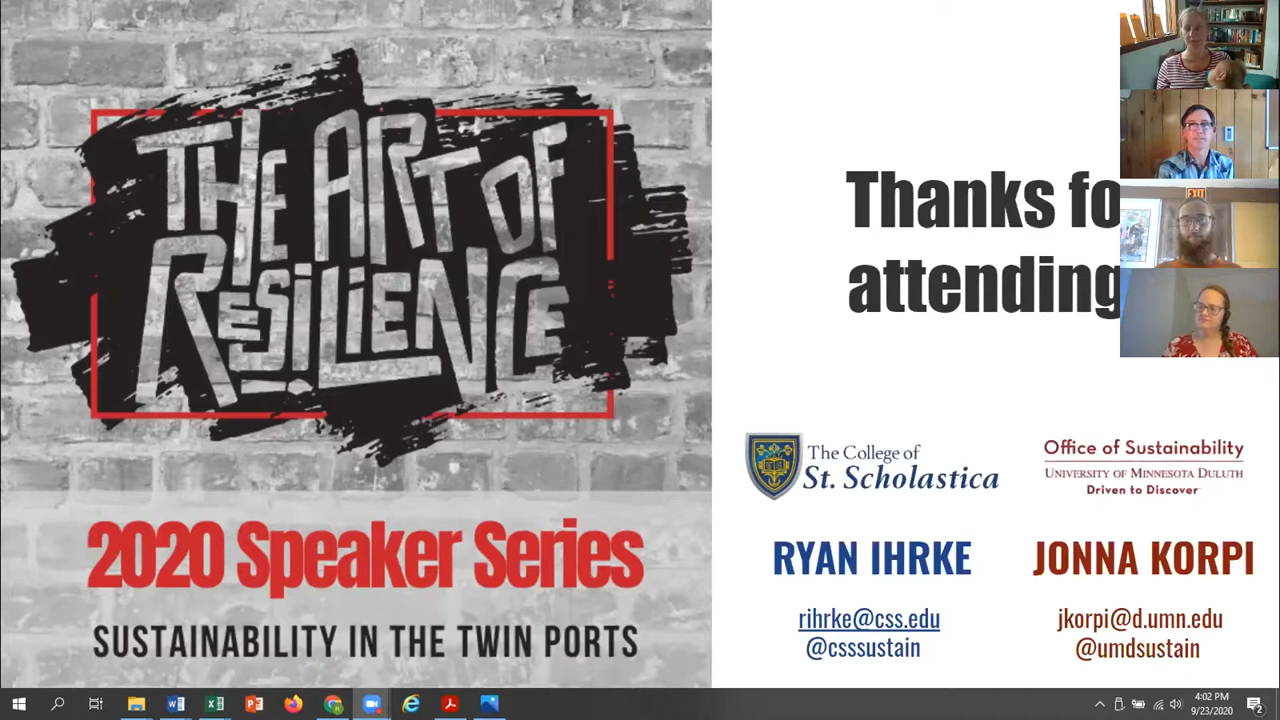 THE ART OF
RESILIENCE
2020 Speaker Series
SUSTAINABILITY IN THE TWIN PORTS
Thanks fo
attending
EXIT
The College of
St. Scholastica
Office of Sustainability
UNIVERSITY OF MINNESOTA DULUTH
Driven to Discover
RYAN IHRKE
rihrke@css.edu
@csssustain
JONNA KORPI
jkorpi@d.umn.edu
@umdsustain
4:02 PM
9/23/2020
2